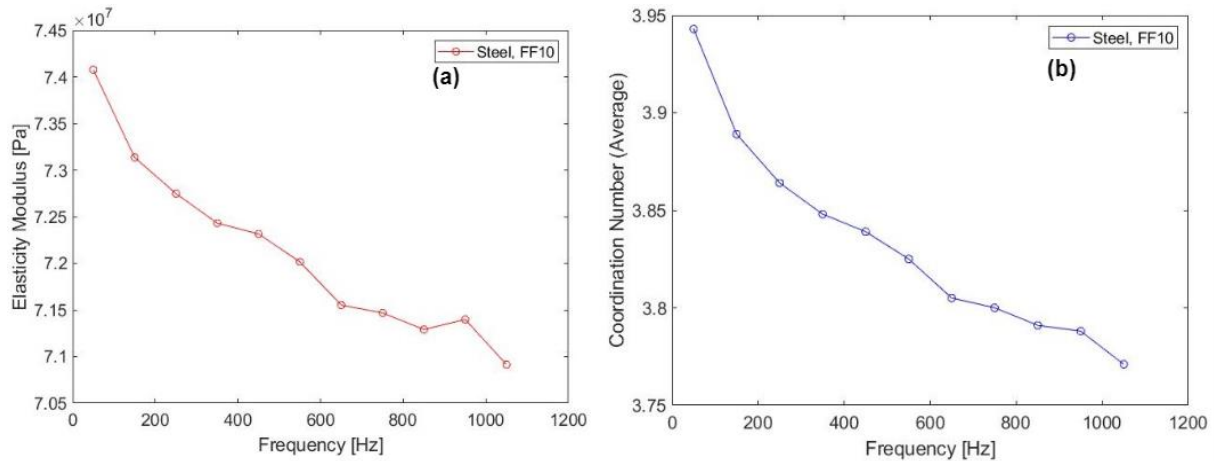 ×10⁷
7.45
7.4
7.35
7.3
7.25
7.2
7.15
7.1
7.05
Elasticity Modulus [Pa]
0 200 400 600 800 1000 1200
Frequency [Hz]
Steel, FF10
(a)
3.95
3.9
3.85
3.8
3.75
Coordination Number (Average)
0 200 400 600 800 1000 1200
Frequency [Hz]
Steel, FF10
(b)